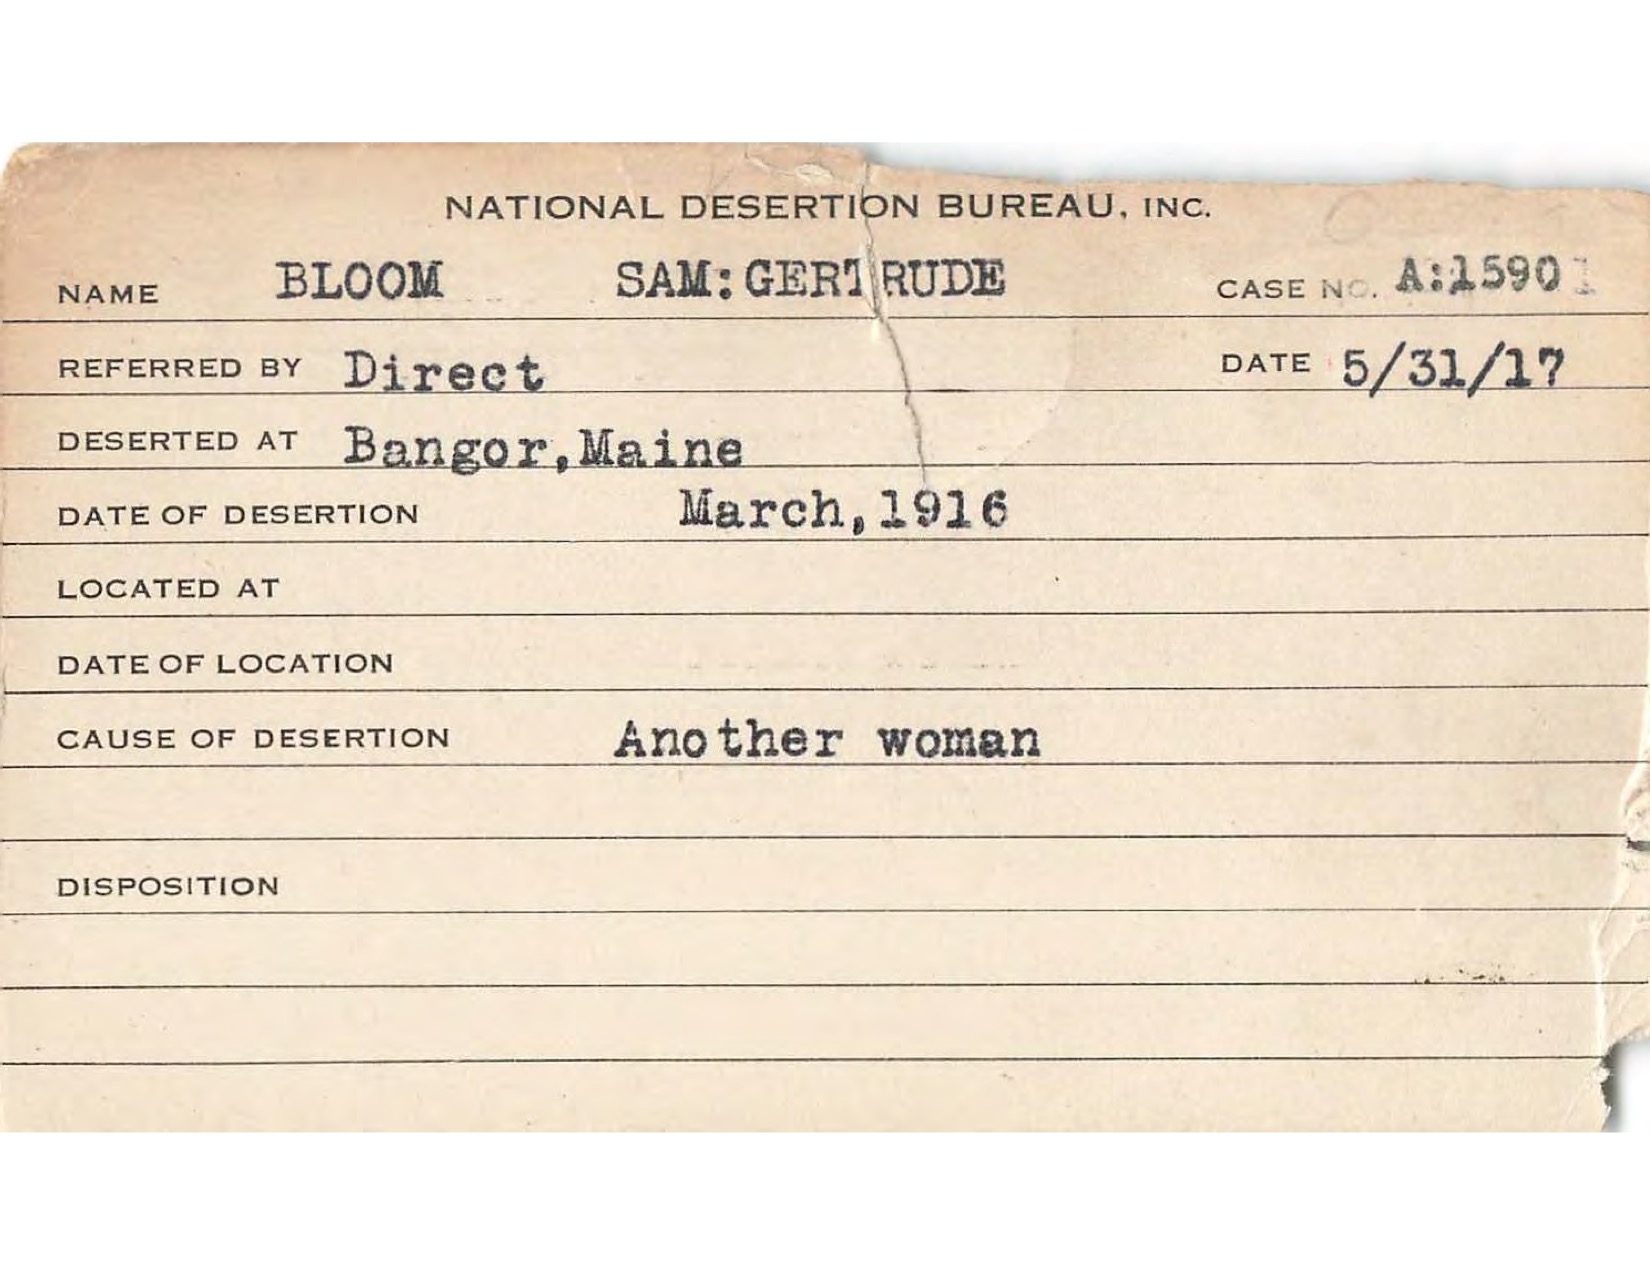 NATIONAL DESERTION BUREAU, INC.
NAME BLOOM SAM:GERTRUDE CASE NO. A:15901
REFERRED BY Direct DATE 5/31/17
DESERTED AT Bangor,Maine
DATE OF DESERTION March,1916
LOCATED AT
DATE OF LOCATION
CAUSE OF DESERTION Another woman
DISPOSITION